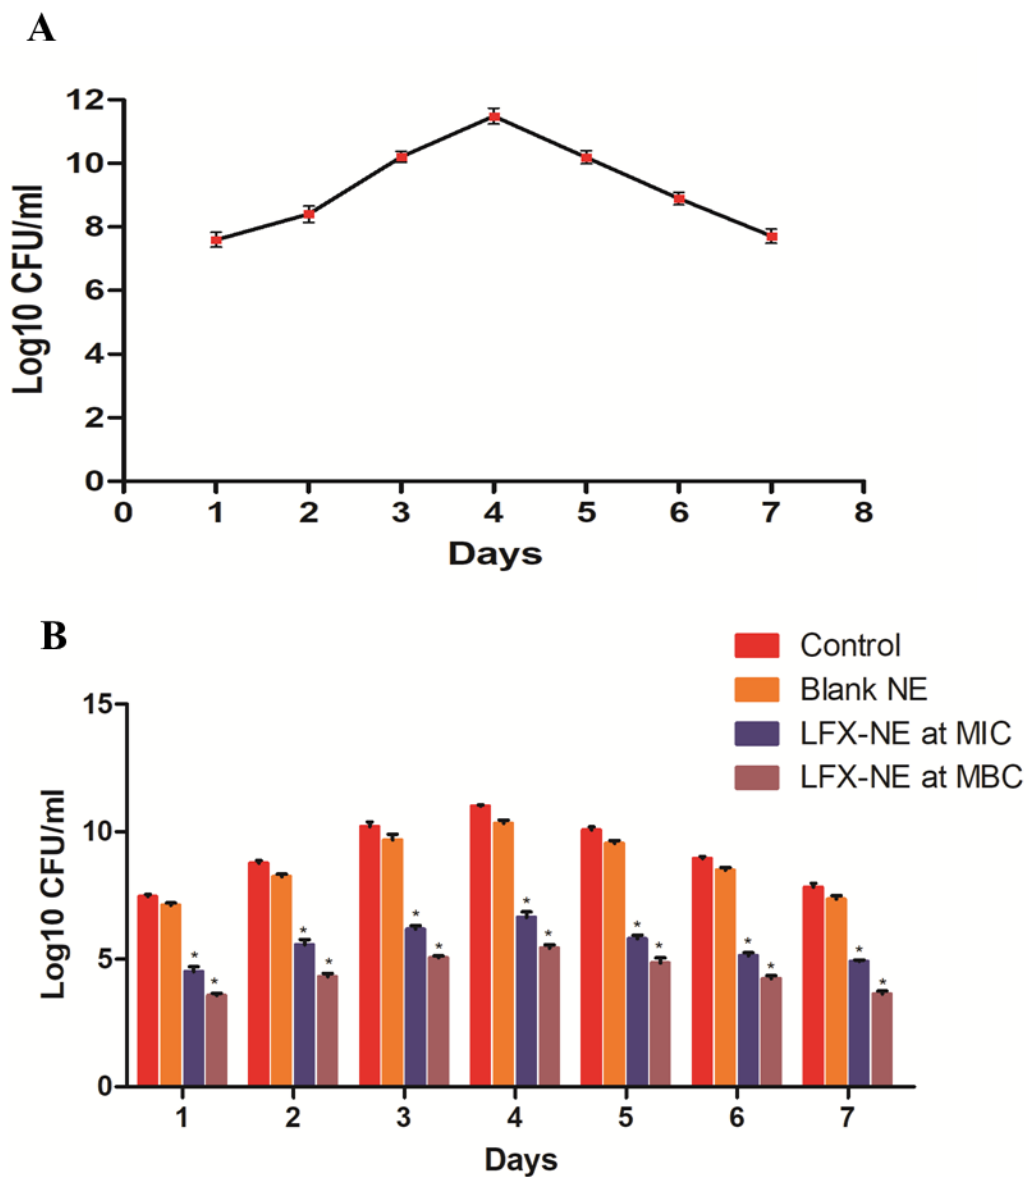 A
12
10
8
6
4
2
0
Log10 CFU/ml
0 1 2 3 4 5 6 7 8
Days
B
Control
Blank NE
LFX-NE at MIC
LFX-NE at MBC
15
10
5
0
Log10 CFU/ml
* * * * * * *
* * * * * * *
1 2 3 4 5 6 7
Days